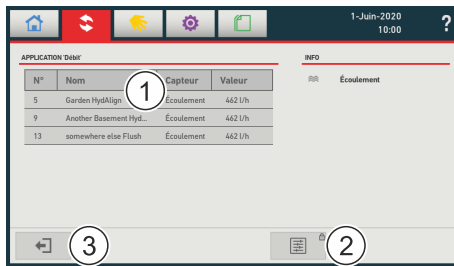 1-Juin-2020
10:00
?
APPLICATION 'Débit'
INFO
N° Nom Capteur Valeur
5 Garden HydAlign Écoulement 462 l/h
9 Another Basement Hyd... Écoulement 462 l/h
13 somewhere else Flush Écoulement 462 l/h
Écoulement
1
3
2